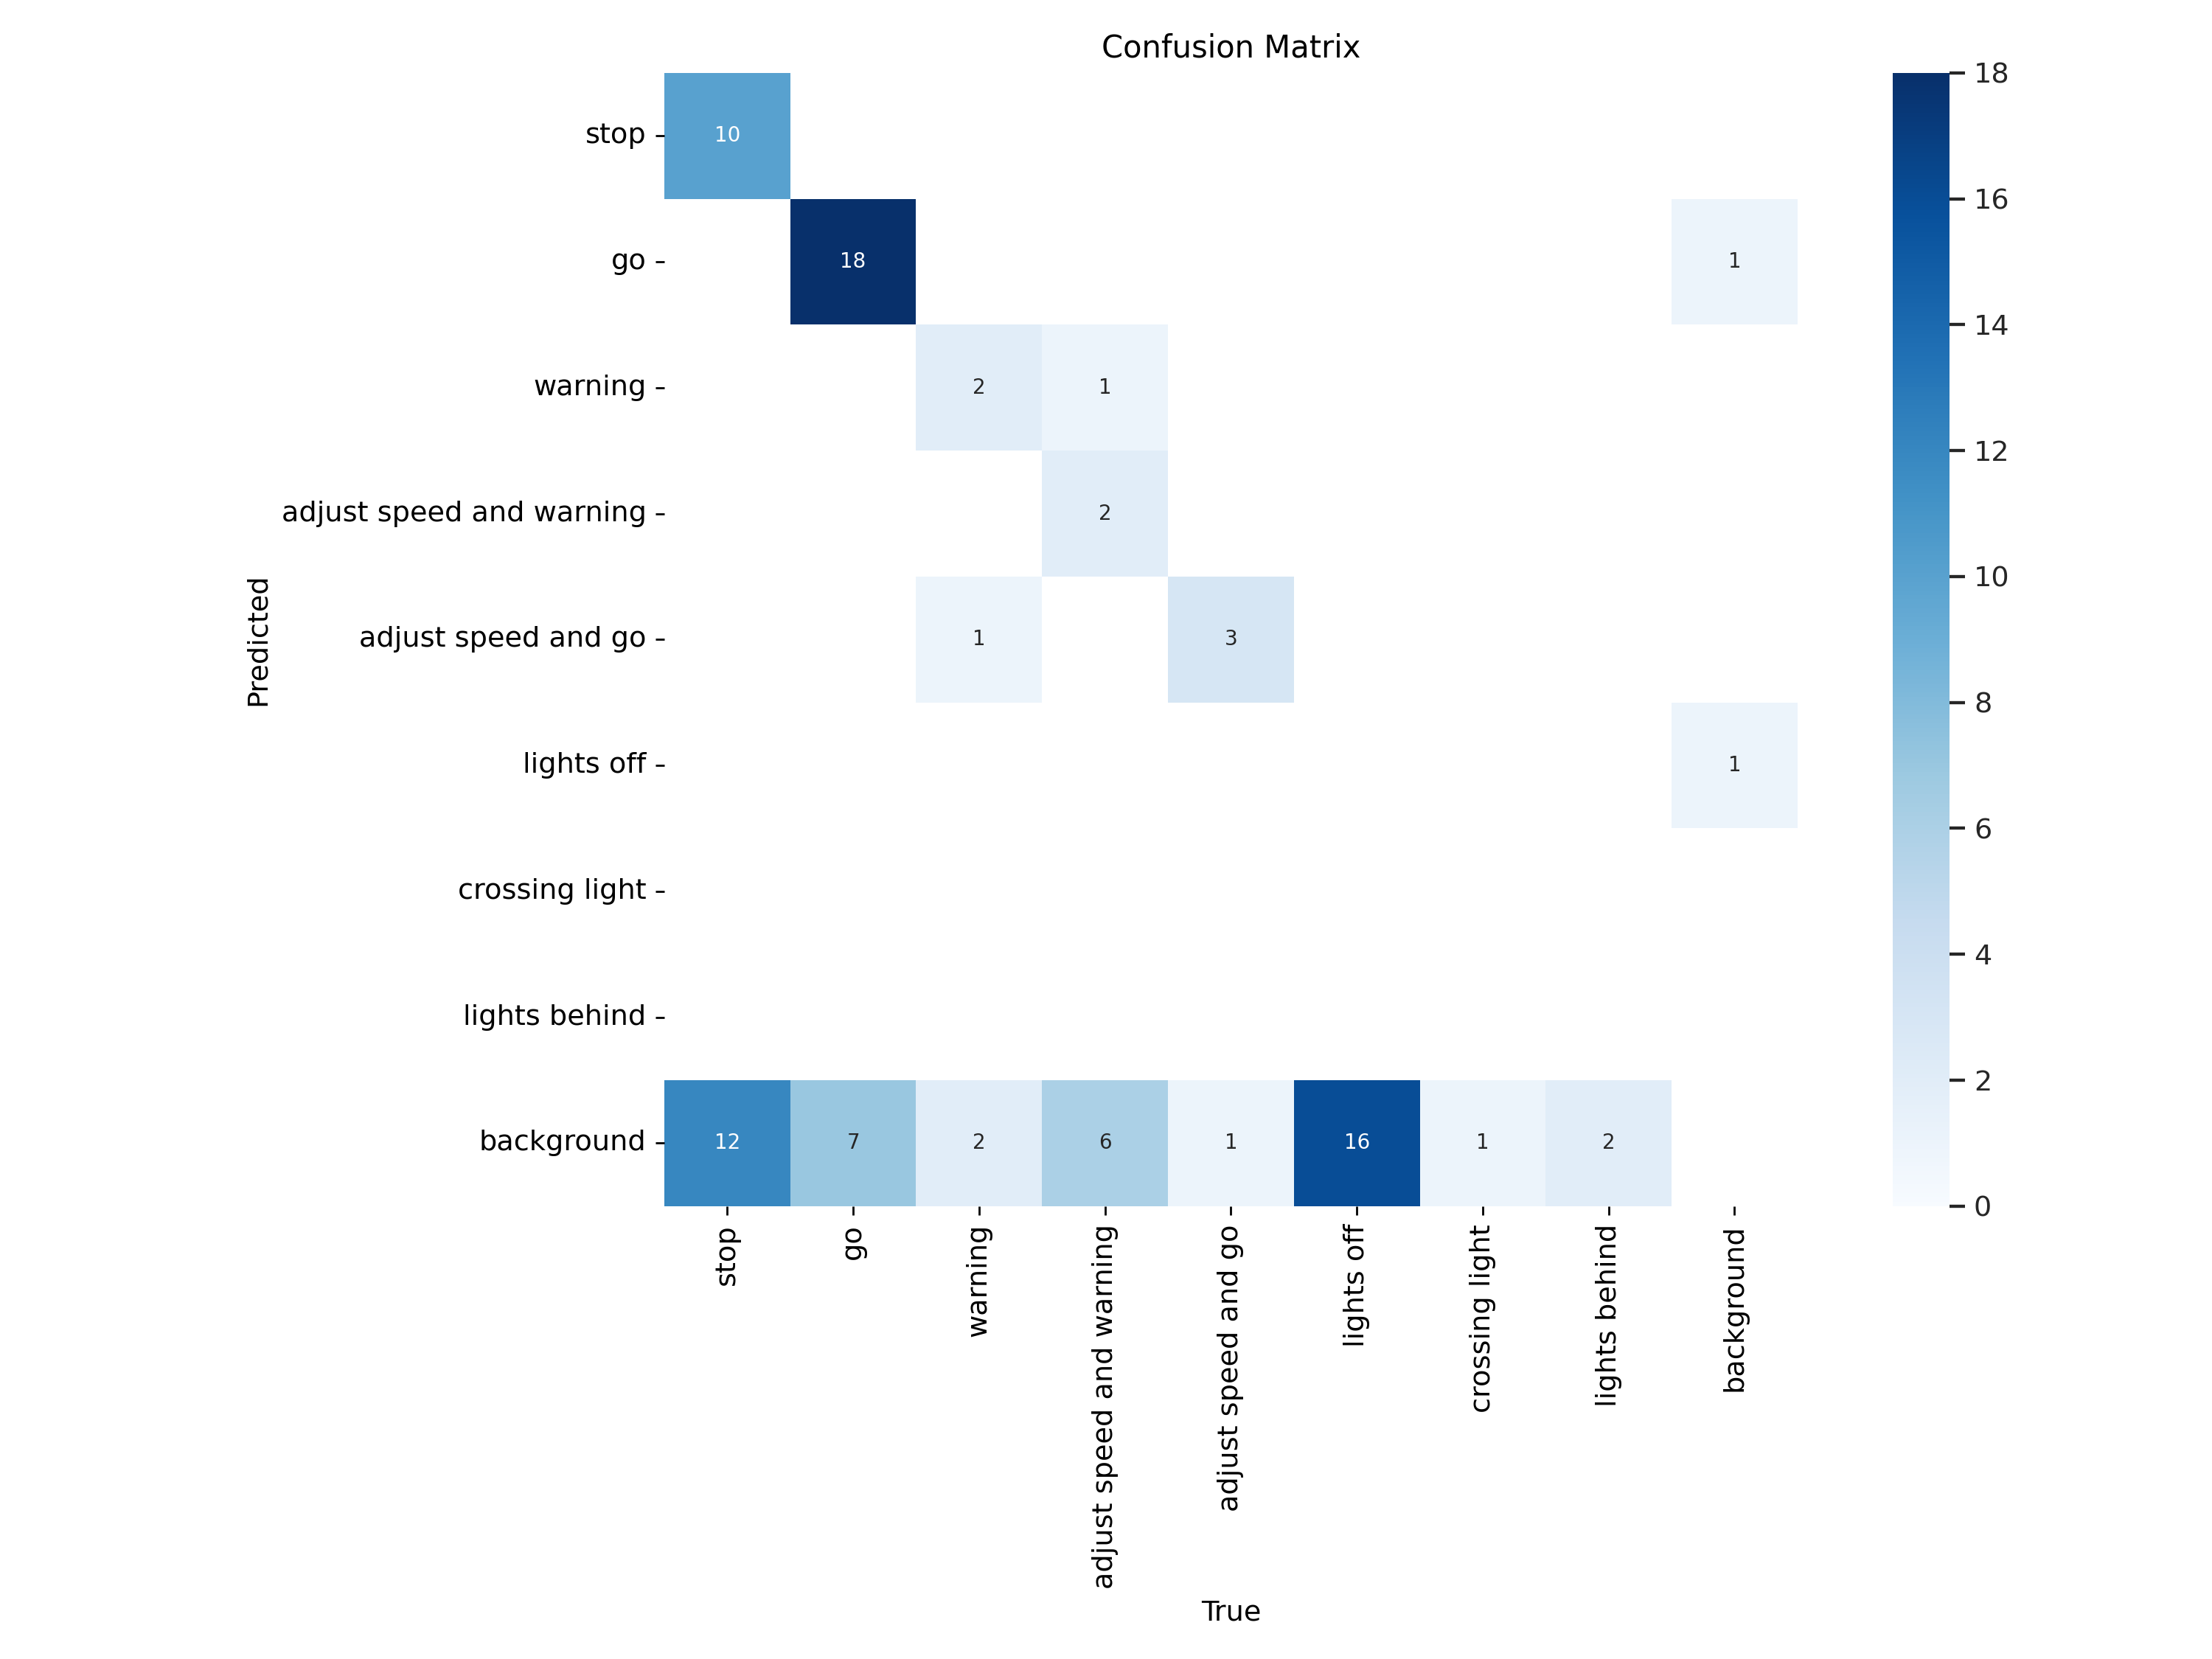 Confusion Matrix
stop
10
go
18
1
warning
2
1
adjust speed and warning
2
adjust speed and go
1
3
lights off
1
crossing light
lights behind
background
12
7
2
6
1
16
1
2
Predicted
stop
go
warning
adjust speed and warning
adjust speed and go
lights off
crossing light
lights behind
background
True
18
16
14
12
10
8
6
4
2
0